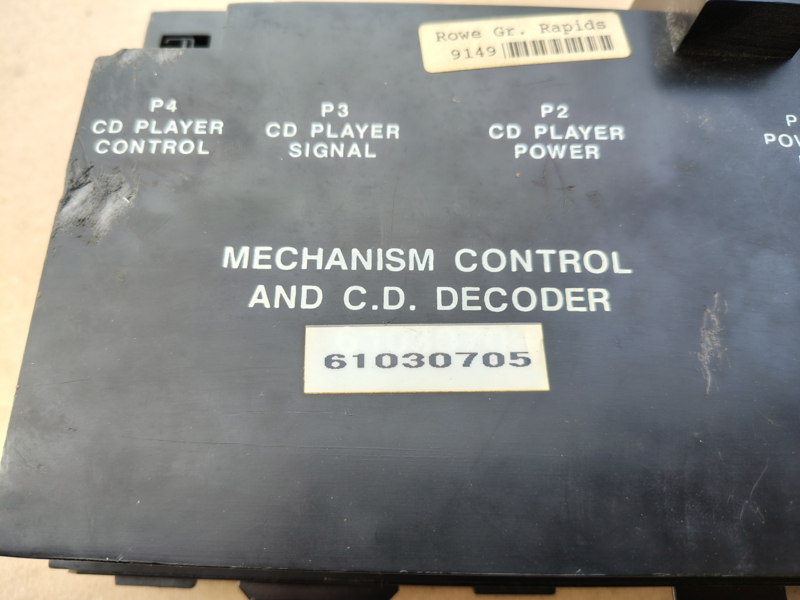 Rowe Gr. Rapids
9149
P4
CD PLAYER
CONTROL
P3
CD PLAYER
SIGNAL
P2
CD PLAYER
POWER
P
MECHANISM CONTROL
AND C.D. DECODER
61030705